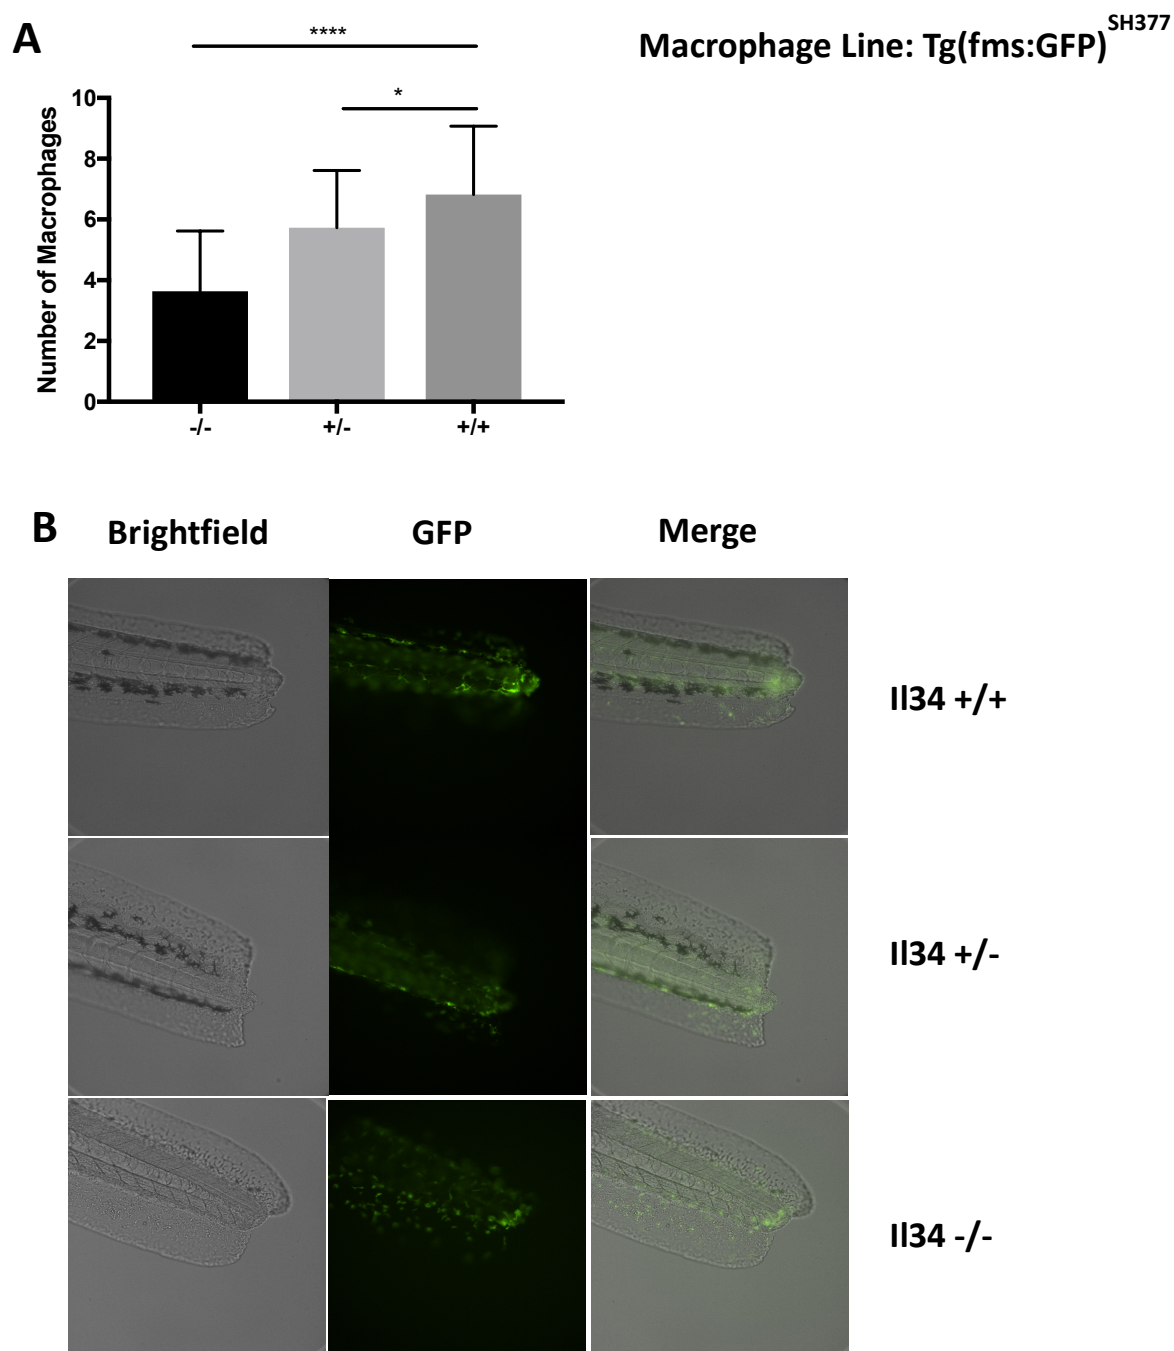 A
Macrophage Line: Tg(fms:GFP)SH377
****
*
Number of Macrophages
10
8
6
4
2
0
-/-
+/-
+/+
B
Brightfield
GFP
Merge
Il34 +/+
Il34 +/-
Il34 -/-